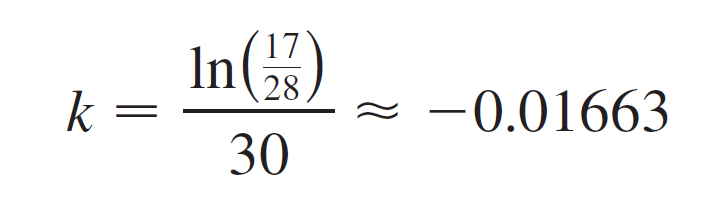 k = ln(17/28)/30 ≈ −0.01663